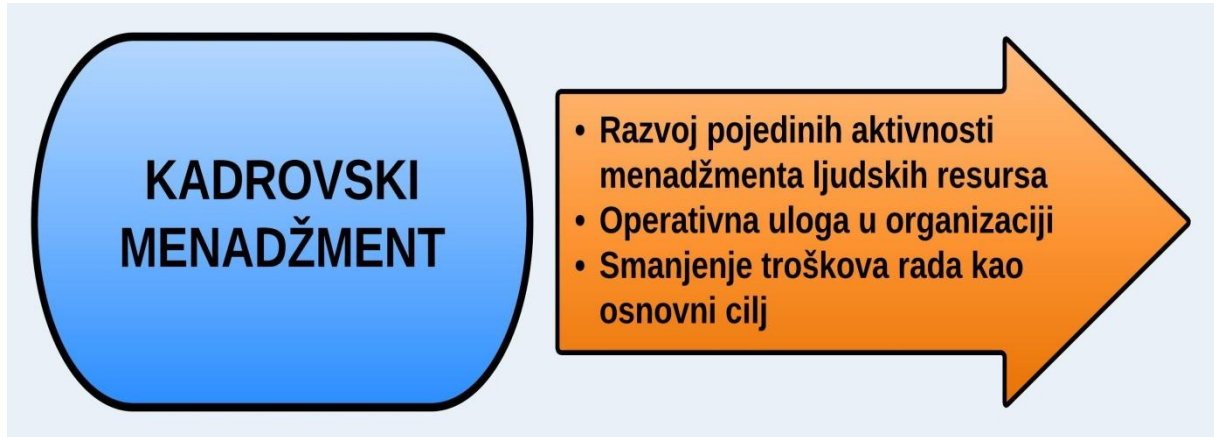 KADROVSKI
MENADŽMENT
• Razvoj pojedinih aktivnosti
menadžmenta ljudskih resursa
• Operativna uloga u organizaciji
• Smanjenje troškova rada kao
osnovni cilj